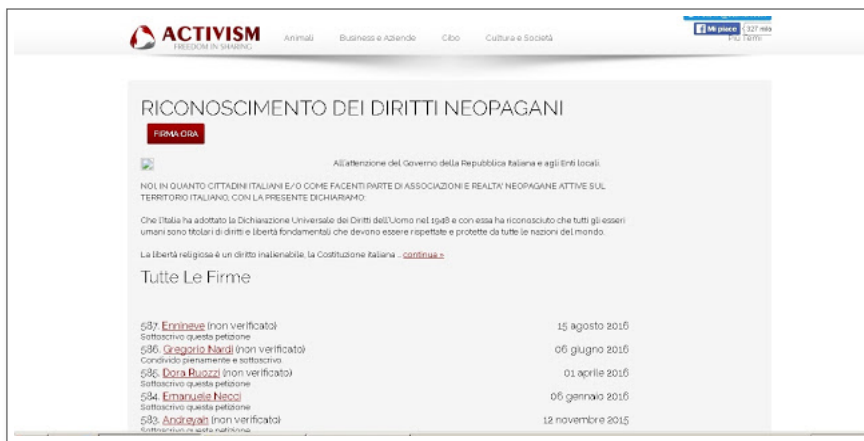 ACTIVISM
FREEDOM IN SHARING
Animali Business e Aziende Cibo Cultura e Società
Mi piace
Più Temi
RICONOSCIMENTO DEI DIRITTI NEOPAGANI
FIRMA ORA
All'attenzione del Governo della Repubblica Italiana e agli Enti locali.
NOI, IN QUANTO CITTADINI ITALIANI E/O COME FACENTI PARTE DI ASSOCIAZIONI E REALTA' NEOPAGANE ATTIVE SUL
TERRITORIO ITALIANO, CON LA PRESENTE DICHIARIAMO:
Che l'Italia ha adottato la Dichiarazione Universale dei Diritti dell'Uomo nel 1948 e con essa ha riconosciuto che tutti gli esseri
umani sono titolari di diritti e libertà fondamentali che devono essere rispettate e protette da tutte le nazioni del mondo.
La libertà religiosa è un diritto inalienabile, la Costituzione italiana .. continua »
Tutte Le Firme
587. Ennineve (non verificato) 15 agosto 2016
Sottoscrivo questa petizione
586. Gregorio Nardi (non verificato) 06 giugno 2016
Condivido pienamente e sottoscrivo.
585. Dora Ruozzi (non verificato) 01 aprile 2016
Sottoscrivo questa petizione
584. Emanuele Necci 06 gennaio 2016
Sottoscrivo questa petizione
583. Andreyah (non verificato) 12 novembre 2015
Sottoscrivo questa petizione